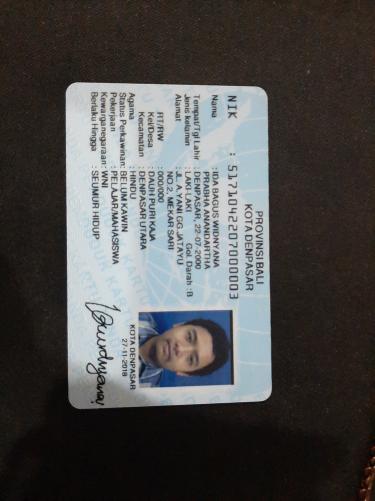 PROVINSI BALI
KOTA DENPASAR
NIK : 5171042207000003
Nama : IDA BAGUS WIDNYANA
PRADHA ANANDARTHA
Tempat/Tgl Lahir : DENPASAR, 22-07-2000
Jenis kelamin : LAKI-LAKI Gol. Darah : B
Alamat : JL. A. YANI GG. JATAYU
NO.2, MEKAR SARI
RT/RW : 000/000
Kel/Desa : DAUH PURI KAJA
Kecamatan : DENPASAR UTARA
Agama : HINDU
Status Perkawinan: BELUM KAWIN
Pekerjaan : PELAJAR/MAHASISWA
Kewarganegaraan: WNI
Berlaku Hingga : SEUMUR HIDUP
KOTA DENPASAR
27-11-2018